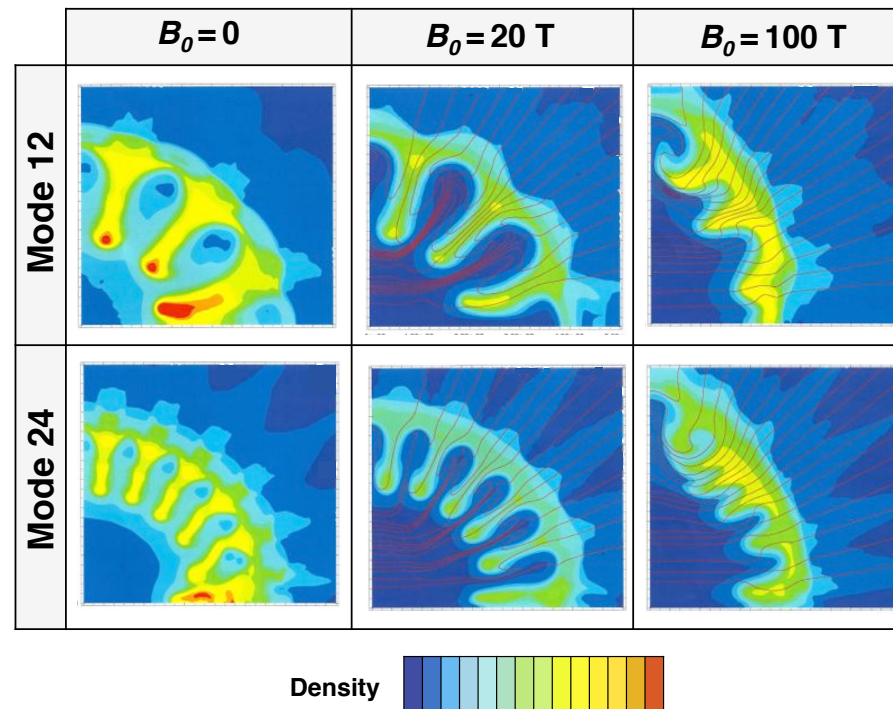 B₀ = 0
B₀ = 20 T
B₀ = 100 T
Mode 12
Mode 24
Density